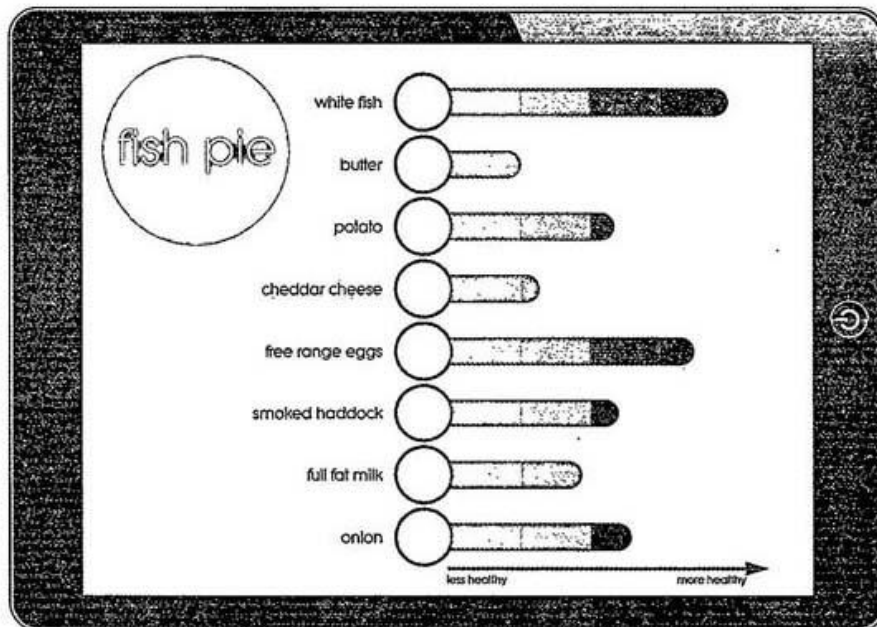 fish pie
white fish
butter
potato
cheddar cheese
free range eggs
smoked haddock
full fat milk
onion
less healthy
more healthy